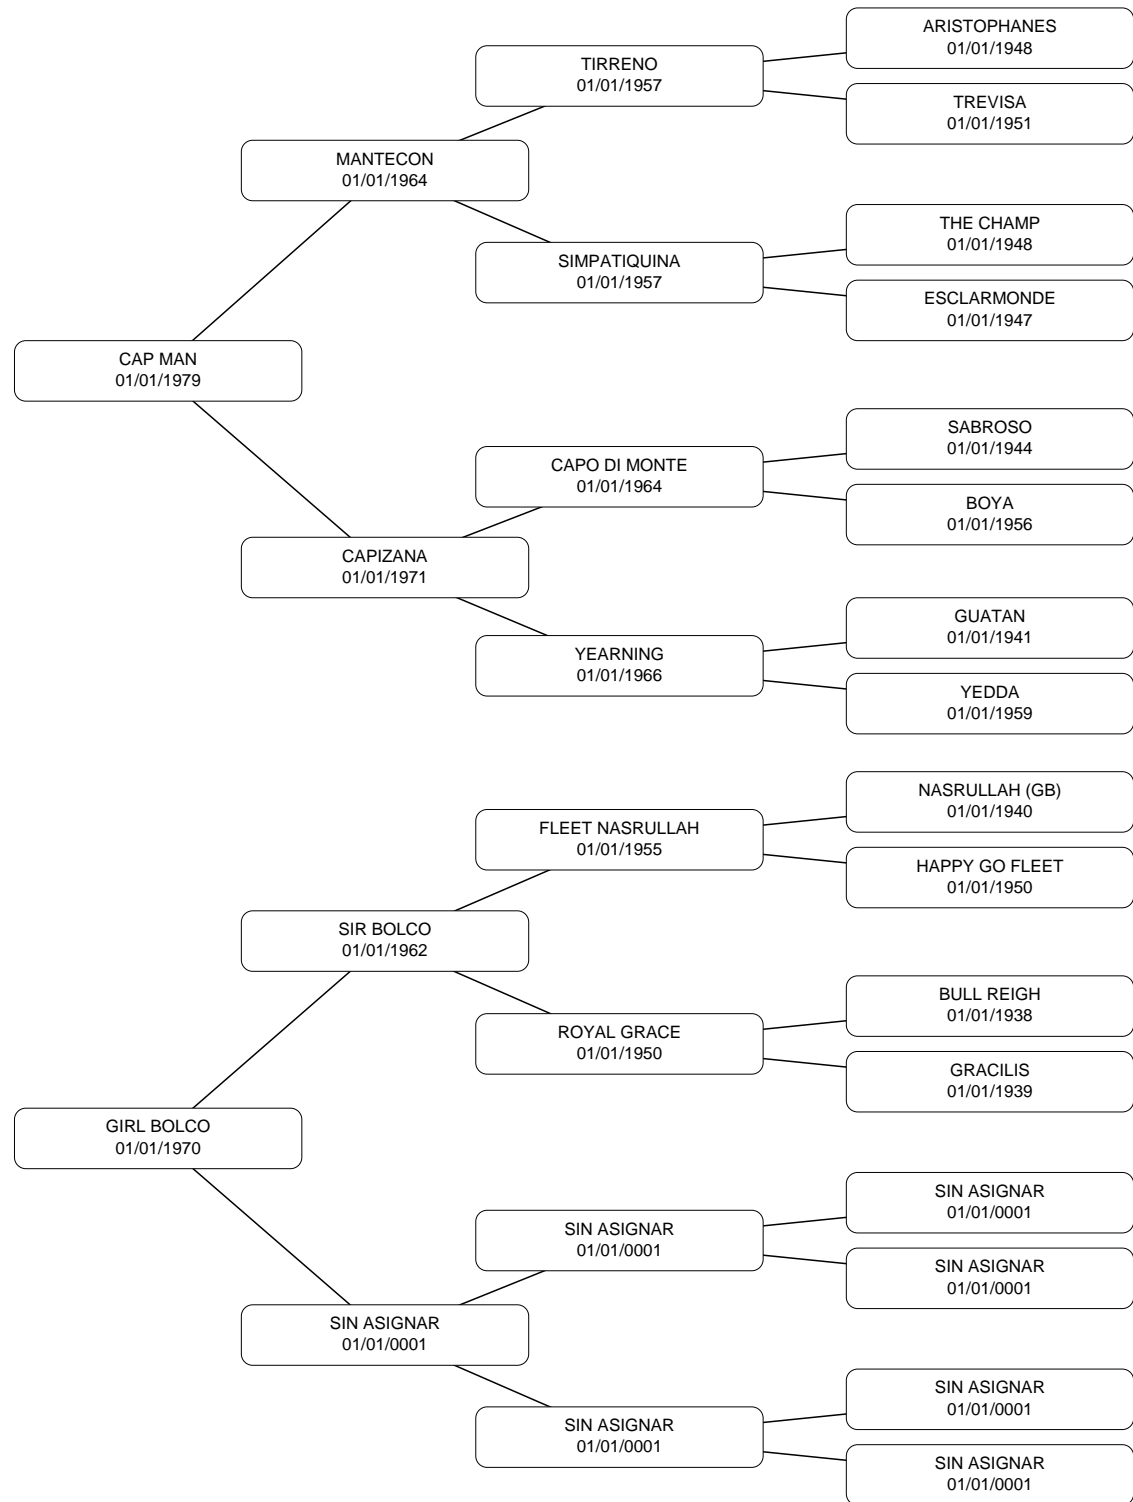 ARISTOPHANES
01/01/1948
TIRRENO
01/01/1957
TREVISA
01/01/1951
MANTECON
01/01/1964
THE CHAMP
01/01/1948
SIMPATIQUINA
01/01/1957
ESCLARMONDE
01/01/1947
CAP MAN
01/01/1979
SABROSO
01/01/1944
CAPO DI MONTE
01/01/1964
BOYA
01/01/1956
CAPIZANA
01/01/1971
GUATAN
01/01/1941
YEARNING
01/01/1966
YEDDA
01/01/1959
NASRULLAH (GB)
01/01/1940
FLEET NASRULLAH
01/01/1955
HAPPY GO FLEET
01/01/1950
SIR BOLCO
01/01/1962
BULL REIGH
01/01/1938
ROYAL GRACE
01/01/1950
GRACILIS
01/01/1939
GIRL BOLCO
01/01/1970
SIN ASIGNAR
01/01/0001
SIN ASIGNAR
01/01/0001
SIN ASIGNAR
01/01/0001
SIN ASIGNAR
01/01/0001
SIN ASIGNAR
01/01/0001
SIN ASIGNAR
01/01/0001
SIN ASIGNAR
01/01/0001